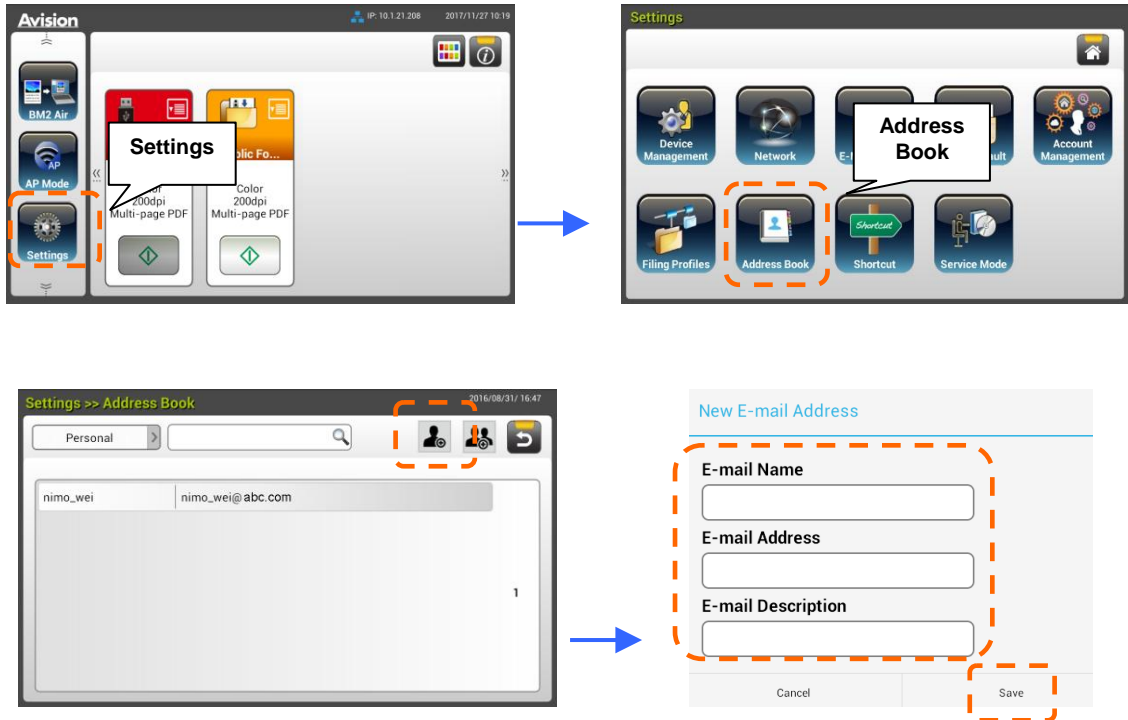 Avision
IP: 10.1.21.208
2017/11/27 10:19
BM2 Air
AP
AP Mode
Settings
Settings
Color
200dpi
200dpi
Multi-page PDF
Multi-page PDF
Settings
Address
Book
Device
Management
Network
Account
Management
Filing Profiles
Address Book
Shortcut
Shortcut
Service Mode
Settings >> Address Book
2016/08/31/ 16:47
Personal
nimo_wei
nimo_wei@abc.com
1
New E-mail Address
E-mail Name
E-mail Address
E-mail Description
Cancel
Save